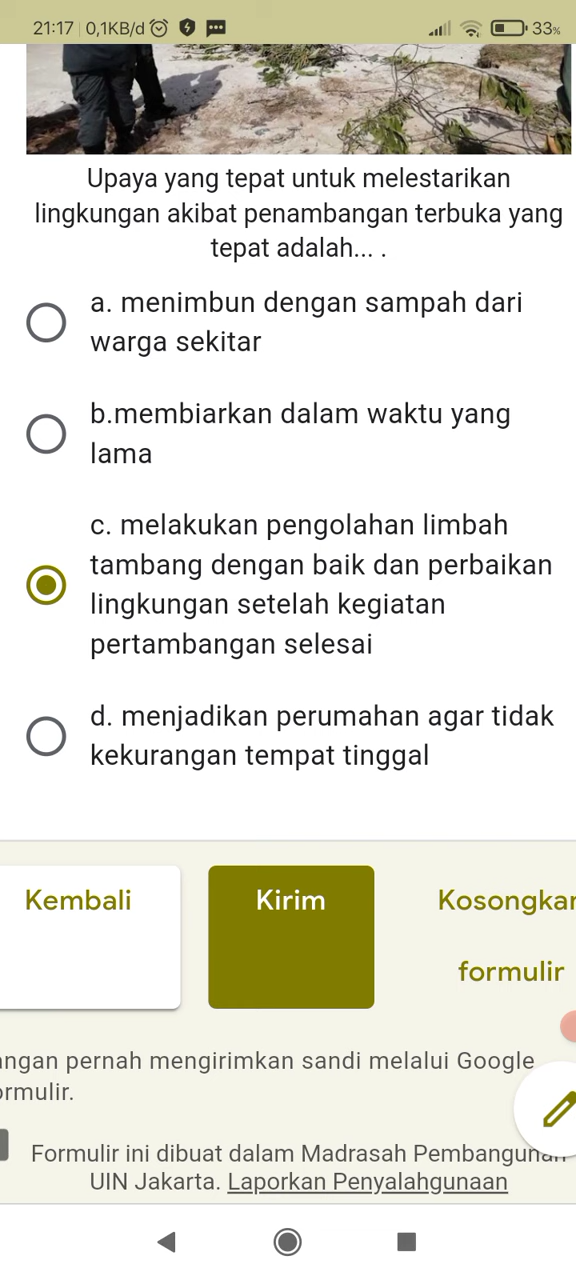 21:17 0,1KB/d 33%
Upaya yang tepat untuk melestarikan
lingkungan akibat penambangan terbuka yang
tepat adalah... .
a. menimbun dengan sampah dari
warga sekitar
b.membiarkan dalam waktu yang
lama
c. melakukan pengolahan limbah
tambang dengan baik dan perbaikan
lingkungan setelah kegiatan
pertambangan selesai
d. menjadikan perumahan agar tidak
kekurangan tempat tinggal
Kembali
Kirim
Kosongkan
formulir
angan pernah mengirimkan sandi melalui Google
ormulir.
Formulir ini dibuat dalam Madrasah Pembangunan
UIN Jakarta. Laporkan Penyalahgunaan